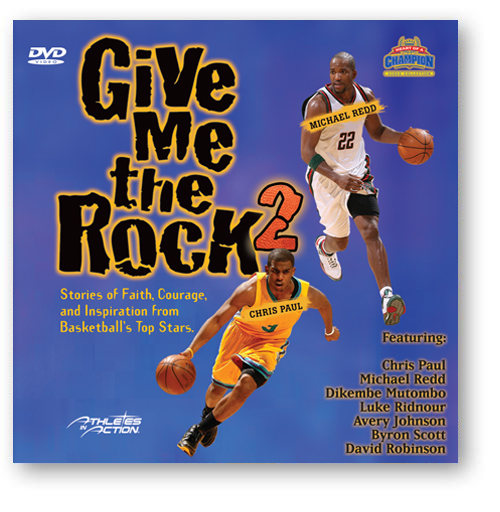 DVD
VIDEO
GiVe
Me
the
ROCK 2
HEART OF A
CHAMPION
MICHAEL REDD
22
CHRIS PAUL
3
Stories of Faith, Courage,
and Inspiration from
Basketball's Top Stars.
Featuring:
Chris Paul
Michael Redd
Dikembe Mutombo
Luke Ridnour
Avery Johnson
Byron Scott
David Robinson
ATHLETES
IN ACTION